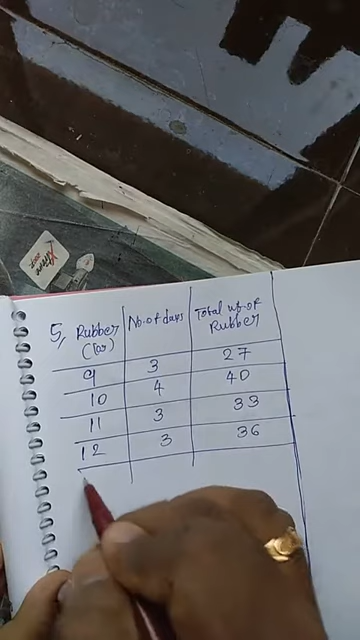 5, Rubber No. of days Total wt. of
(Lor) Rubber
9 3 27
10 4 40
11 3 33
12 3 36